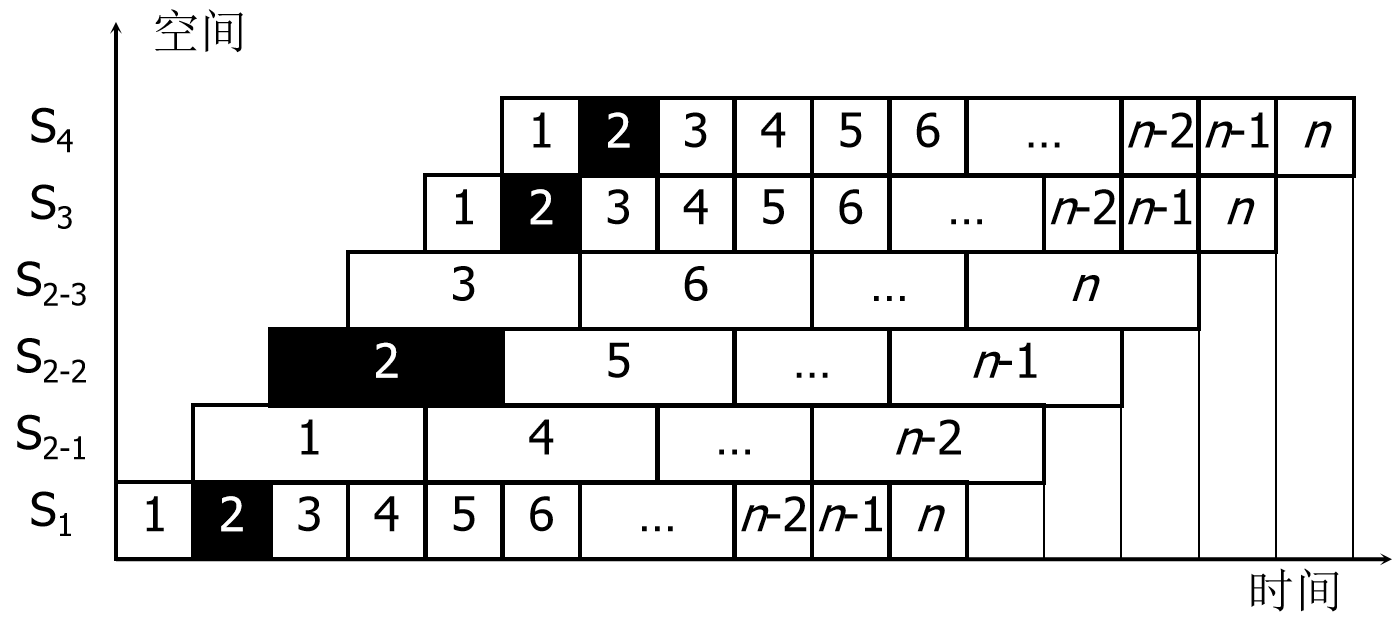 空间
S4 1 2 3 4 5 6 … n-2 n-1 n
S3 1 2 3 4 5 6 … n-2 n-1 n
S2-3 3 6 … n
S2-2 2 5 … n-1
S2-1 1 4 … n-2
S1 1 2 3 4 5 6 … n-2 n-1 n
时间